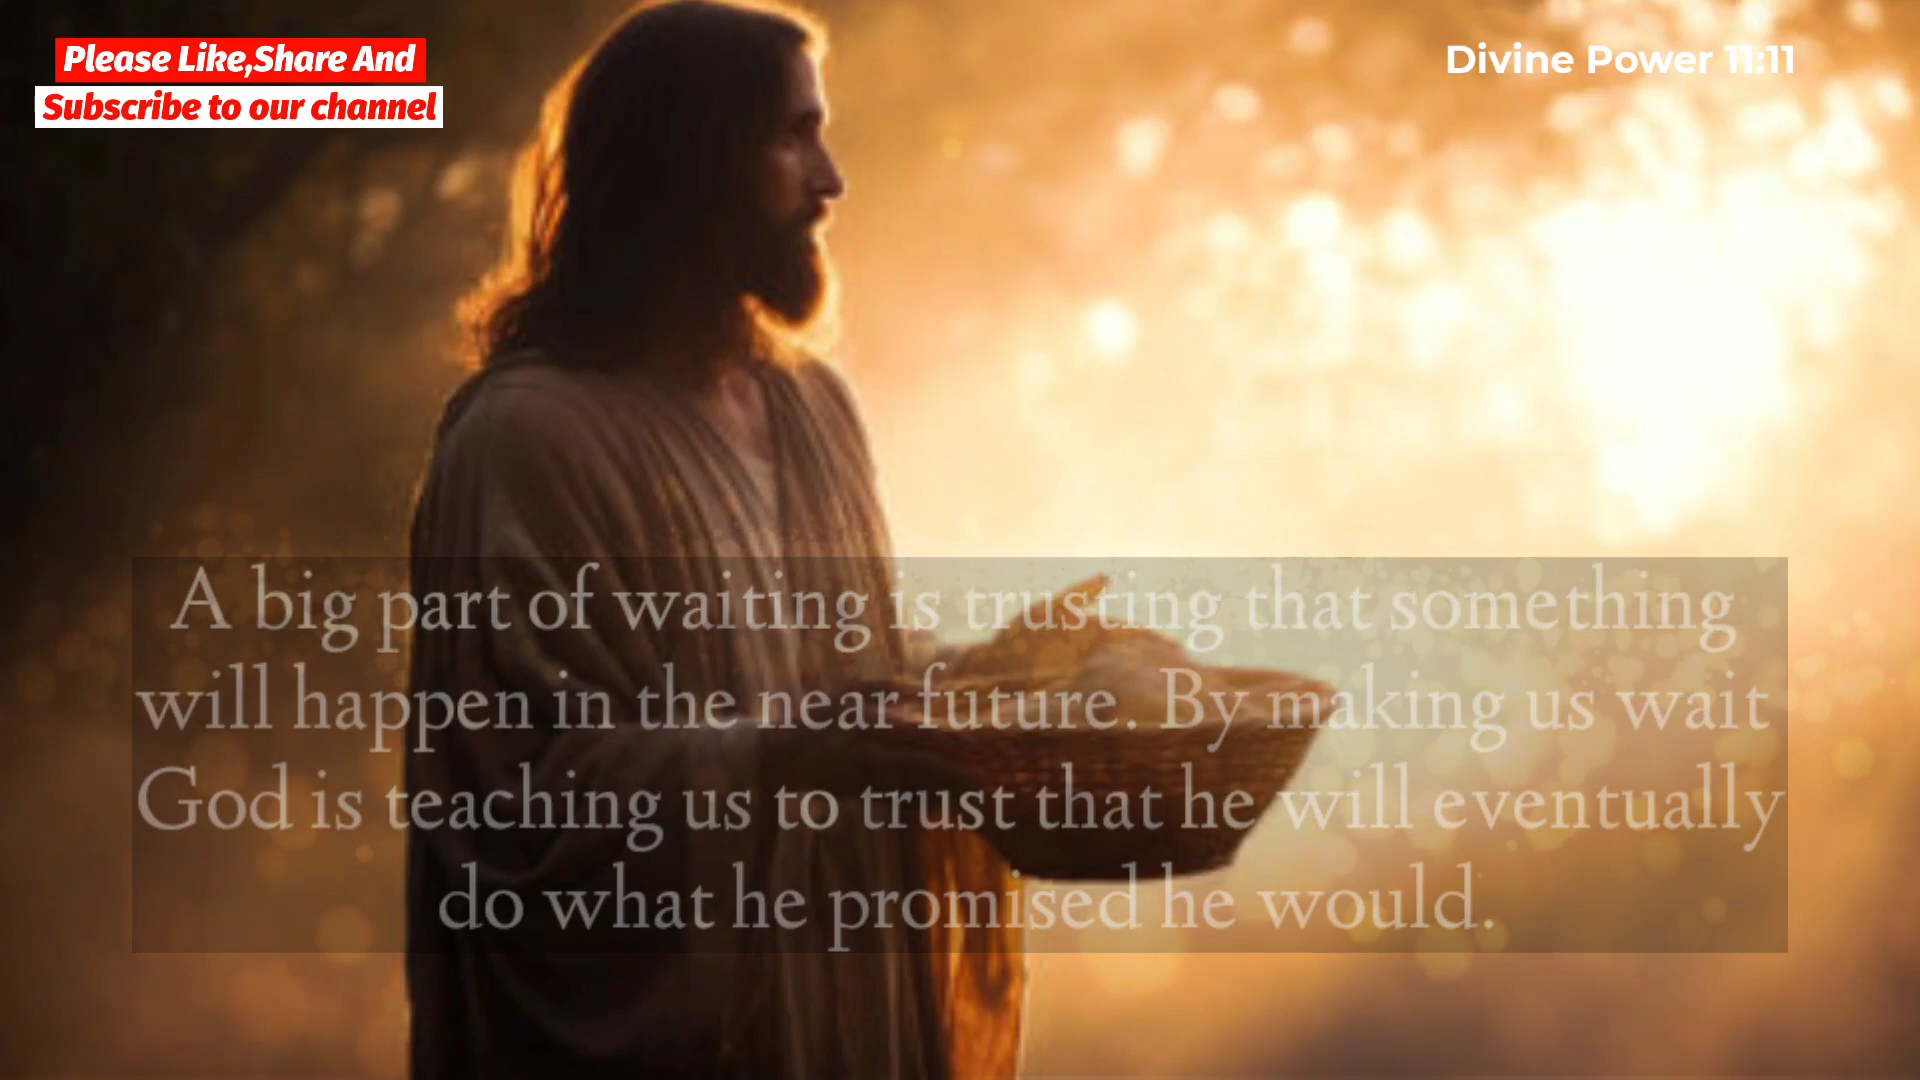 Please Like,Share And
Subscribe to our channel
Divine Power 11:11
A big part of waiting is trusting that something
will happen in the near future. By making us wait
God is teaching us to trust that he will eventually
do what he promised he would.